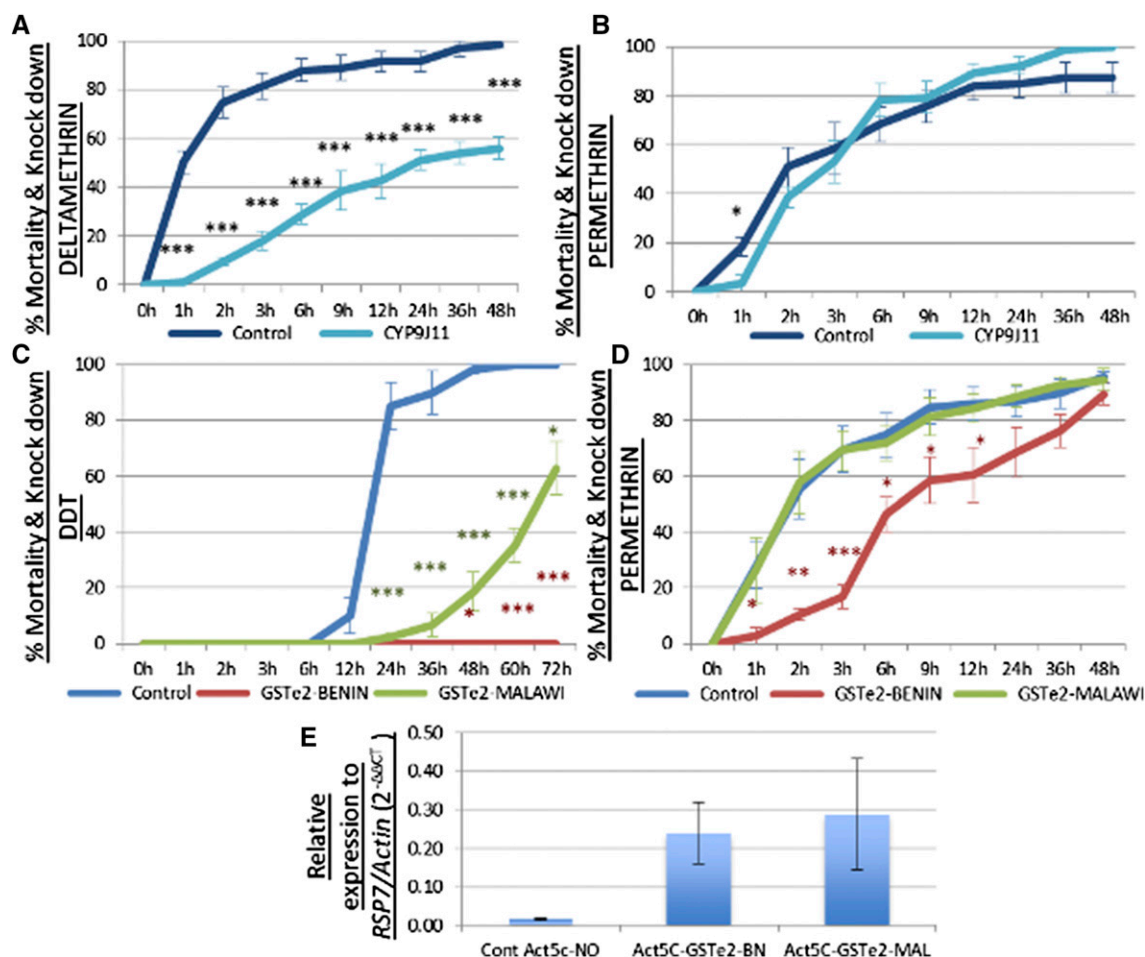 A
% Mortality & Knock down
DELTAMETHRIN
100
80
60
40
20
0
***
***
***
***
***
***
***
***
***
0h 1h 2h 3h 6h 9h 12h 24h 36h 48h
Control CYP9J11
B
% Mortality & Knock down
PERMETHRIN
100
80
60
40
20
0
*
0h 1h 2h 3h 6h 9h 12h 24h 36h 48h
Control CYP9J11
C
% Mortality & Knock down
DDT
100
80
60
40
20
0
***
***
***
***
*
*
***
***
0h 1h 2h 3h 6h 12h 24h 36h 48h 60h 72h
Control GSTe2-BENIN GSTe2-MALAWI
D
% Mortality & Knock down
PERMETHRIN
100
80
60
40
20
0
*
**
***
*
*
*
0h 1h 2h 3h 6h 9h 12h 24h 36h 48h
Control GSTe2-BENIN GSTe2-MALAWI
E
Relative
expression to
RSP7/Actin (2^-ΔΔCT)
0.50
0.40
0.30
0.20
0.10
0.00
Cont Act5c-NO Act5C-GSTe2-BN Act5C-GSTe2-MAL